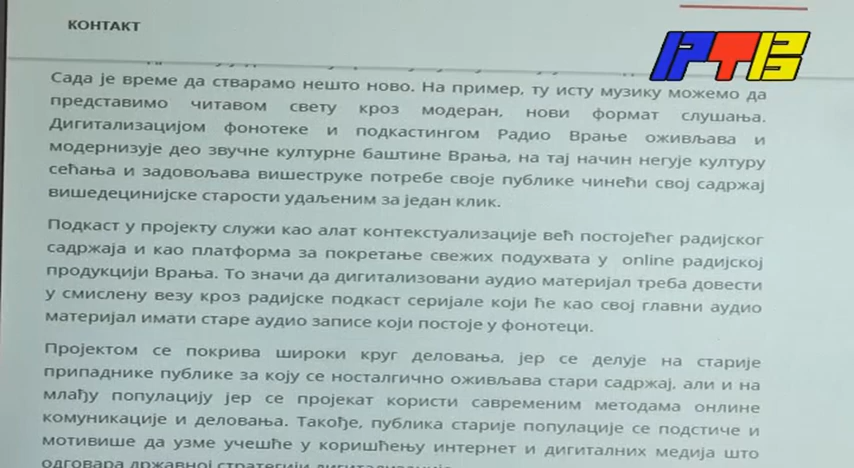 КОНТАКТ
РТВ
Сада је време да стварамо нешто ново. На пример, ту исту музику можемо да
представимо читавом свету кроз модеран, нови формат слушања.
Дигитализацијом фонотеке и подкастингом Радио Врање оживљава и
модернизује део звучне културне баштине Врања, на тај начин негује културу
сећања и задовољава вишеструке потребе своје публике чинећи свој садржај
вишедецинијске старости удаљеним за један клик.
Подкаст у пројекту служи као алат контекстуализације већ постојећег радијског
садржаја и као платформа за покретање свежих подухвата у online радијској
продукцији Врања. То значи да дигитализовани аудио материјал треба довести
у смислену везу кроз радијске подкаст серијале који ће као свој главни аудио
материјал имати старе аудио записе који постоје у фонотеци.
Пројектом се покрива широки круг деловања, јер се делује на старије
припаднике публике за коју се носталгично оживљава стари садржај, али и на
млађу популацију јер се пројекат користи савременим методама онлине
комуникације и деловања. Такође, публика старије популације се подстиче и
мотивише да узме учешће у коришћењу интернет и дигиталних медија што
одговара државној стратегији дигитализације